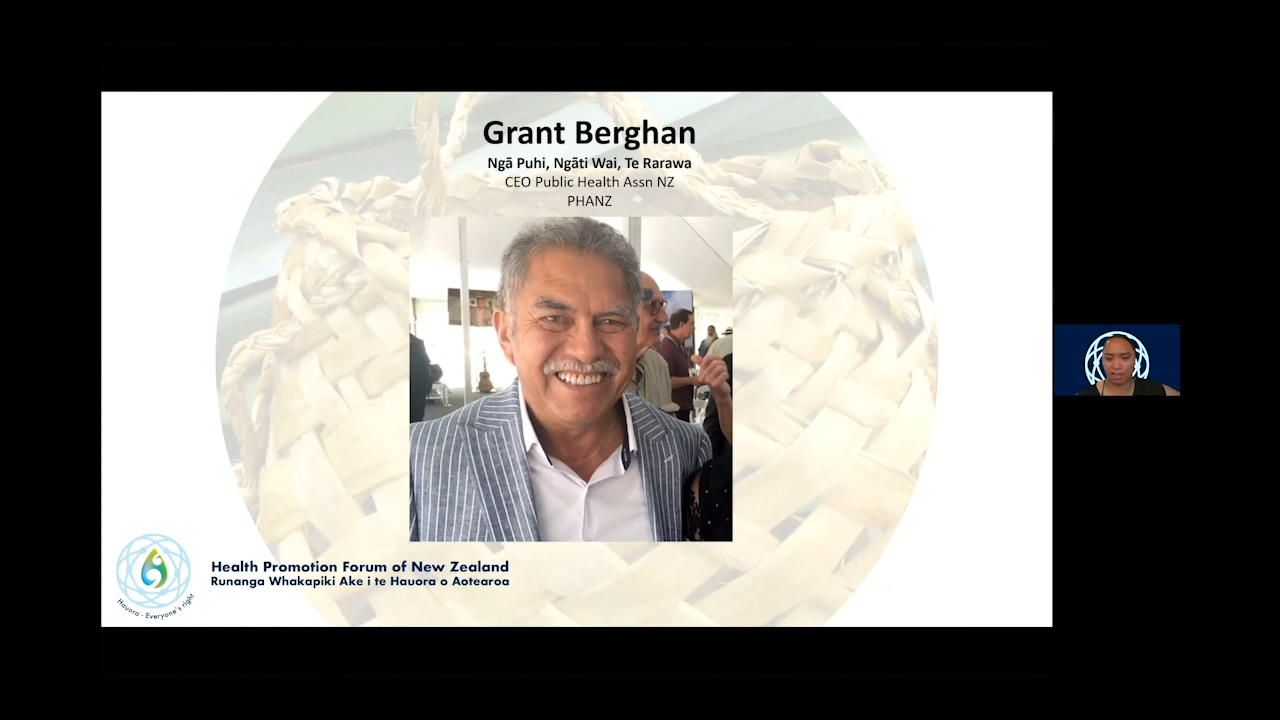 Grant Berghan
Ngā Puhi, Ngāti Wai, Te Rarawa
CEO Public Health Assn NZ
PHANZ
Health Promotion Forum of New Zealand
Runanga Whakapiki Ake i te Hauora o Aotearoa
Hauora - Everyone's right